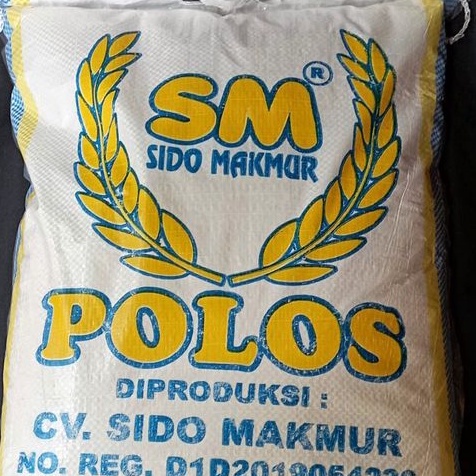 SM ®
SIDO MAKMUR
POLOS
DIPRODUKSI :
CV. SIDO MAKMUR
NO. REG.